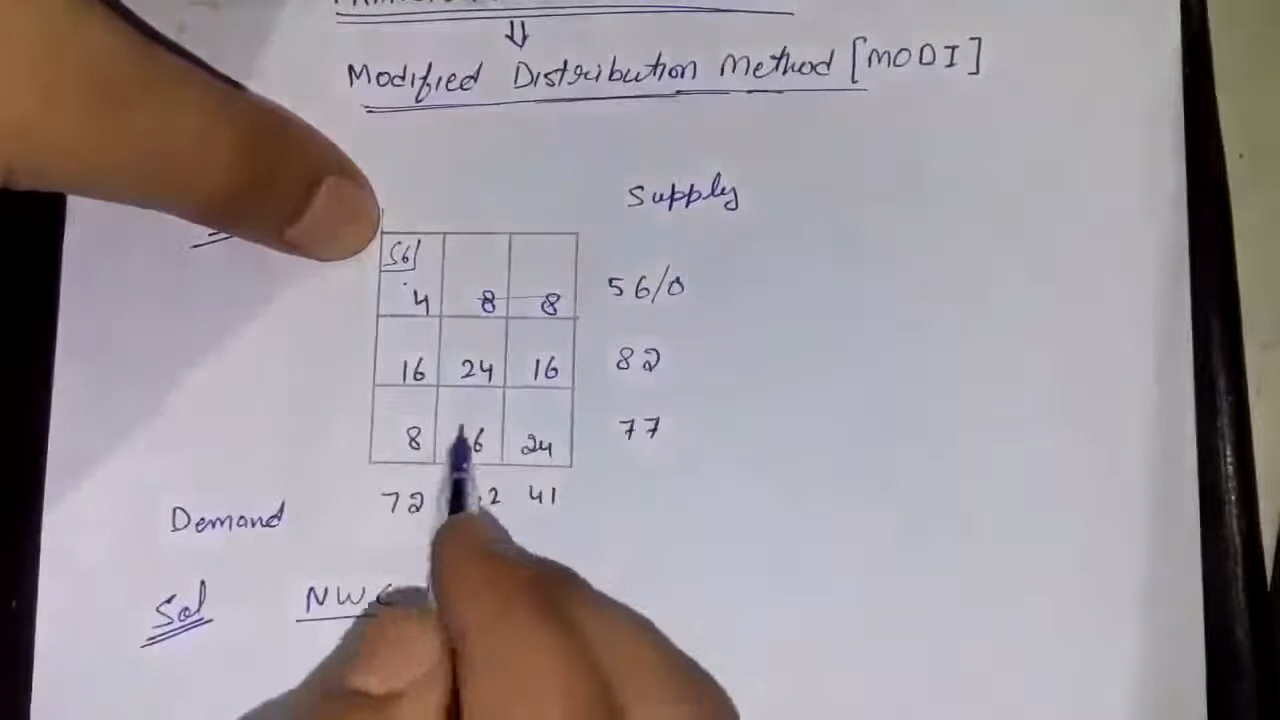 Modified Distribution Method [MODI]
Supply
56
4 8 8 56/0
16 24 16 82
8 24 77
Demand 72 41
Sol